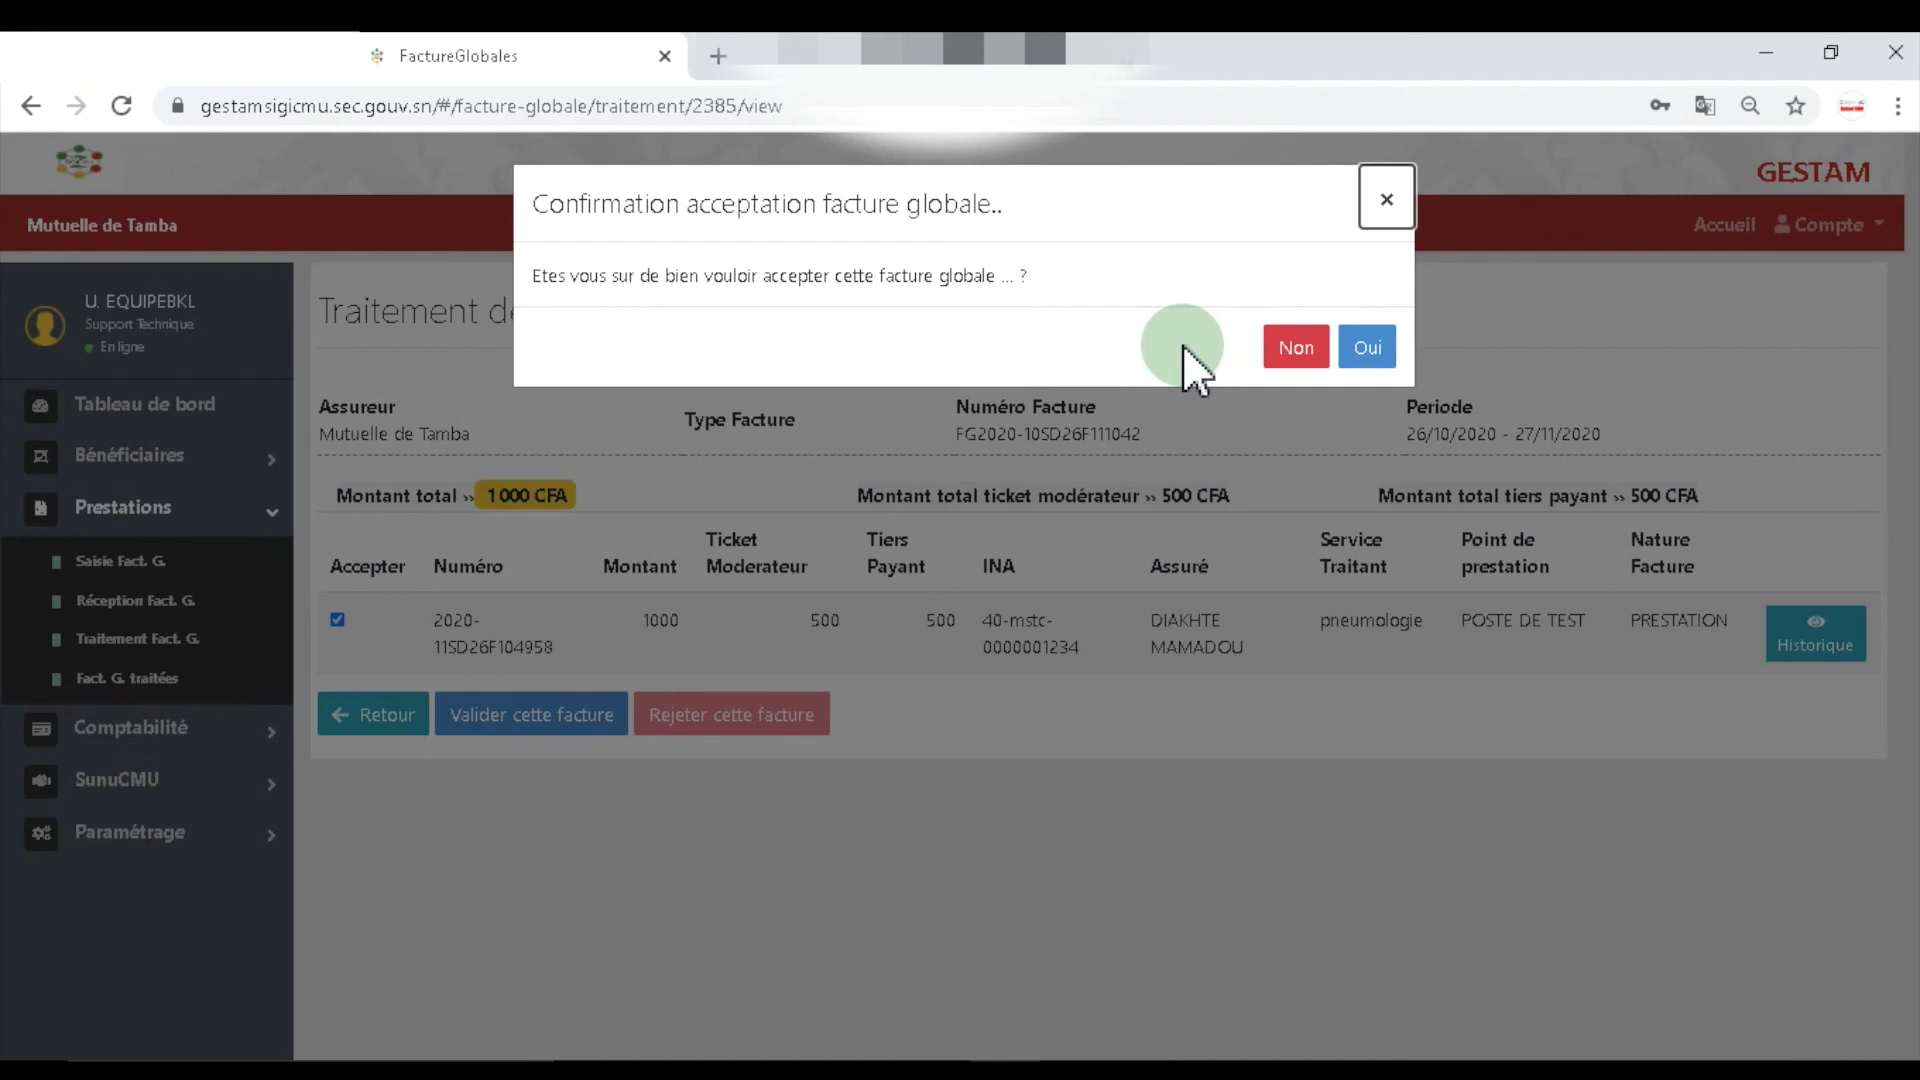 FactureGlobales
gestamsigicmu.sec.gouv.sn/#/facture-globale/traitement/2385/view
GESTAM
Mutuelle de Tamba
Accueil Compte
Confirmation acceptation facture globale..
Etes vous sur de bien vouloir accepter cette facture globale ... ?
Non Oui
U. EQUIPEBKL
Support Technique
En ligne
Tableau de bord
Bénéficiaires
Prestations
Saisie Fact. G.
Réception Fact. G.
Traitement Fact. G.
Fact. G. traitées
Comptabilité
SunuCMU
Paramétrage
Traitement de
Assureur
Mutuelle de Tamba
Type Facture
Numéro Facture
FG2020-10SD26F111042
Periode
26/10/2020 - 27/11/2020
Montant total » 1000 CFA Montant total ticket modérateur » 500 CFA Montant total tiers payant » 500 CFA
Accepter Numéro Montant Ticket Moderateur Tiers Payant INA Assuré Service Traitant Point de prestation Nature Facture
2020- 1000 500 500 40-mstc- DIAKHTE pneumologie POSTE DE TEST PRESTATION
11SD26F104958 0000001234 MAMADOU Historique
Retour Valider cette facture Rejeter cette facture